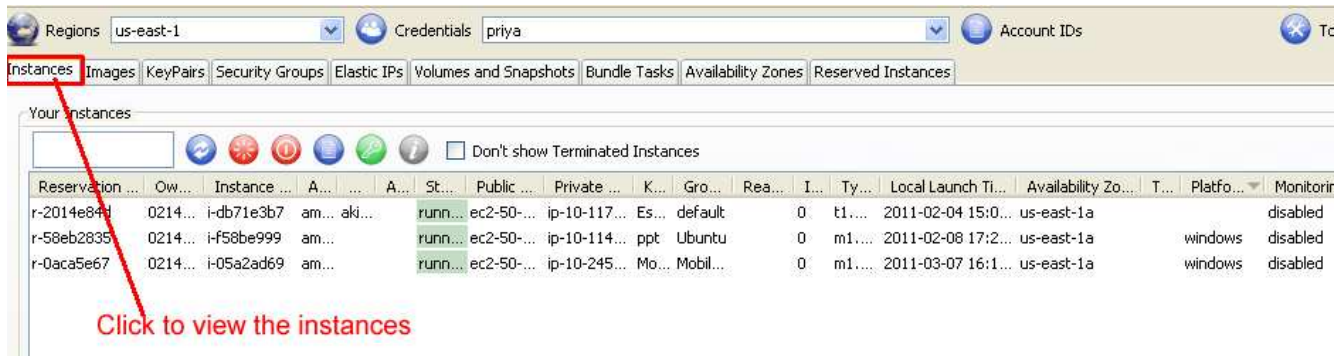 Regions us-east-1 Credentials priya Account IDs
Instances Images KeyPairs Security Groups Elastic IPs Volumes and Snapshots Bundle Tasks Availability Zones Reserved Instances
Your Instances
Don't show Terminated Instances
Reservation ... Ow... Instance ... A... ... A... St... Public ... Private ... K... Gro... Rea... I... Ty... Local Launch Ti... Availability Zo... T... Platfo... Monitorin
r-2014e84d 0214... i-db71e3b7 am... aki... runn... ec2-50-... ip-10-117... Es... default 0 t1.... 2011-02-04 15:0... us-east-1a disabled
r-58eb2835 0214... i-f58be999 am... runn... ec2-50-... ip-10-114... ppt Ubuntu 0 m1.... 2011-02-08 17:2... us-east-1a windows disabled
r-0aca5e67 0214... i-05a2ad69 am... runn... ec2-50-... ip-10-245... Mo... Mobil... 0 m1.... 2011-03-07 16:1... us-east-1a windows disabled
Click to view the instances